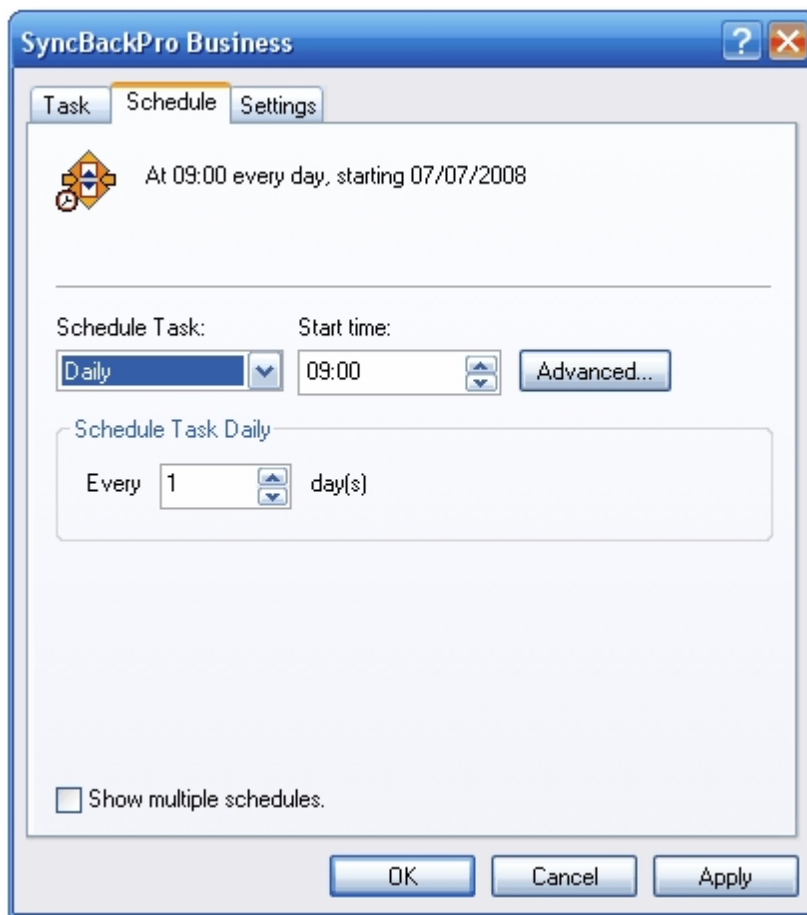 SyncBackPro Business
Task Schedule Settings
At 09:00 every day, starting 07/07/2008
Schedule Task: Start time:
Daily 09:00 Advanced...
Schedule Task Daily
Every 1 day(s)
Show multiple schedules.
OK Cancel Apply